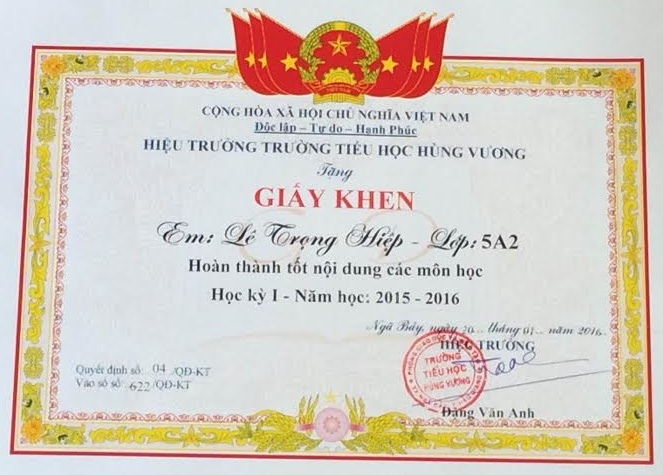 CỘNG HÒA XÃ HỘI CHỦ NGHĨA VIỆT NAM
Độc lập – Tự do – Hạnh Phúc
HIỆU TRƯỞNG TRƯỜNG TIỂU HỌC HÙNG VƯƠNG
Tặng
GIẤY KHEN
Em: Lê Trọng Hiệp - Lớp: 5A2
Hoàn thành tốt nội dung các môn học
Học kỳ I - Năm học: 2015 - 2016
Ngã Bảy, ngày 20... tháng 01... năm 2016
HIỆU TRƯỞNG
TRƯỜNG
TIỂU HỌC
HÙNG VƯƠNG
Quyết định số: 04 /QĐ-KT
Vào sổ số: 622/QĐ-KT
Đặng Văn Anh